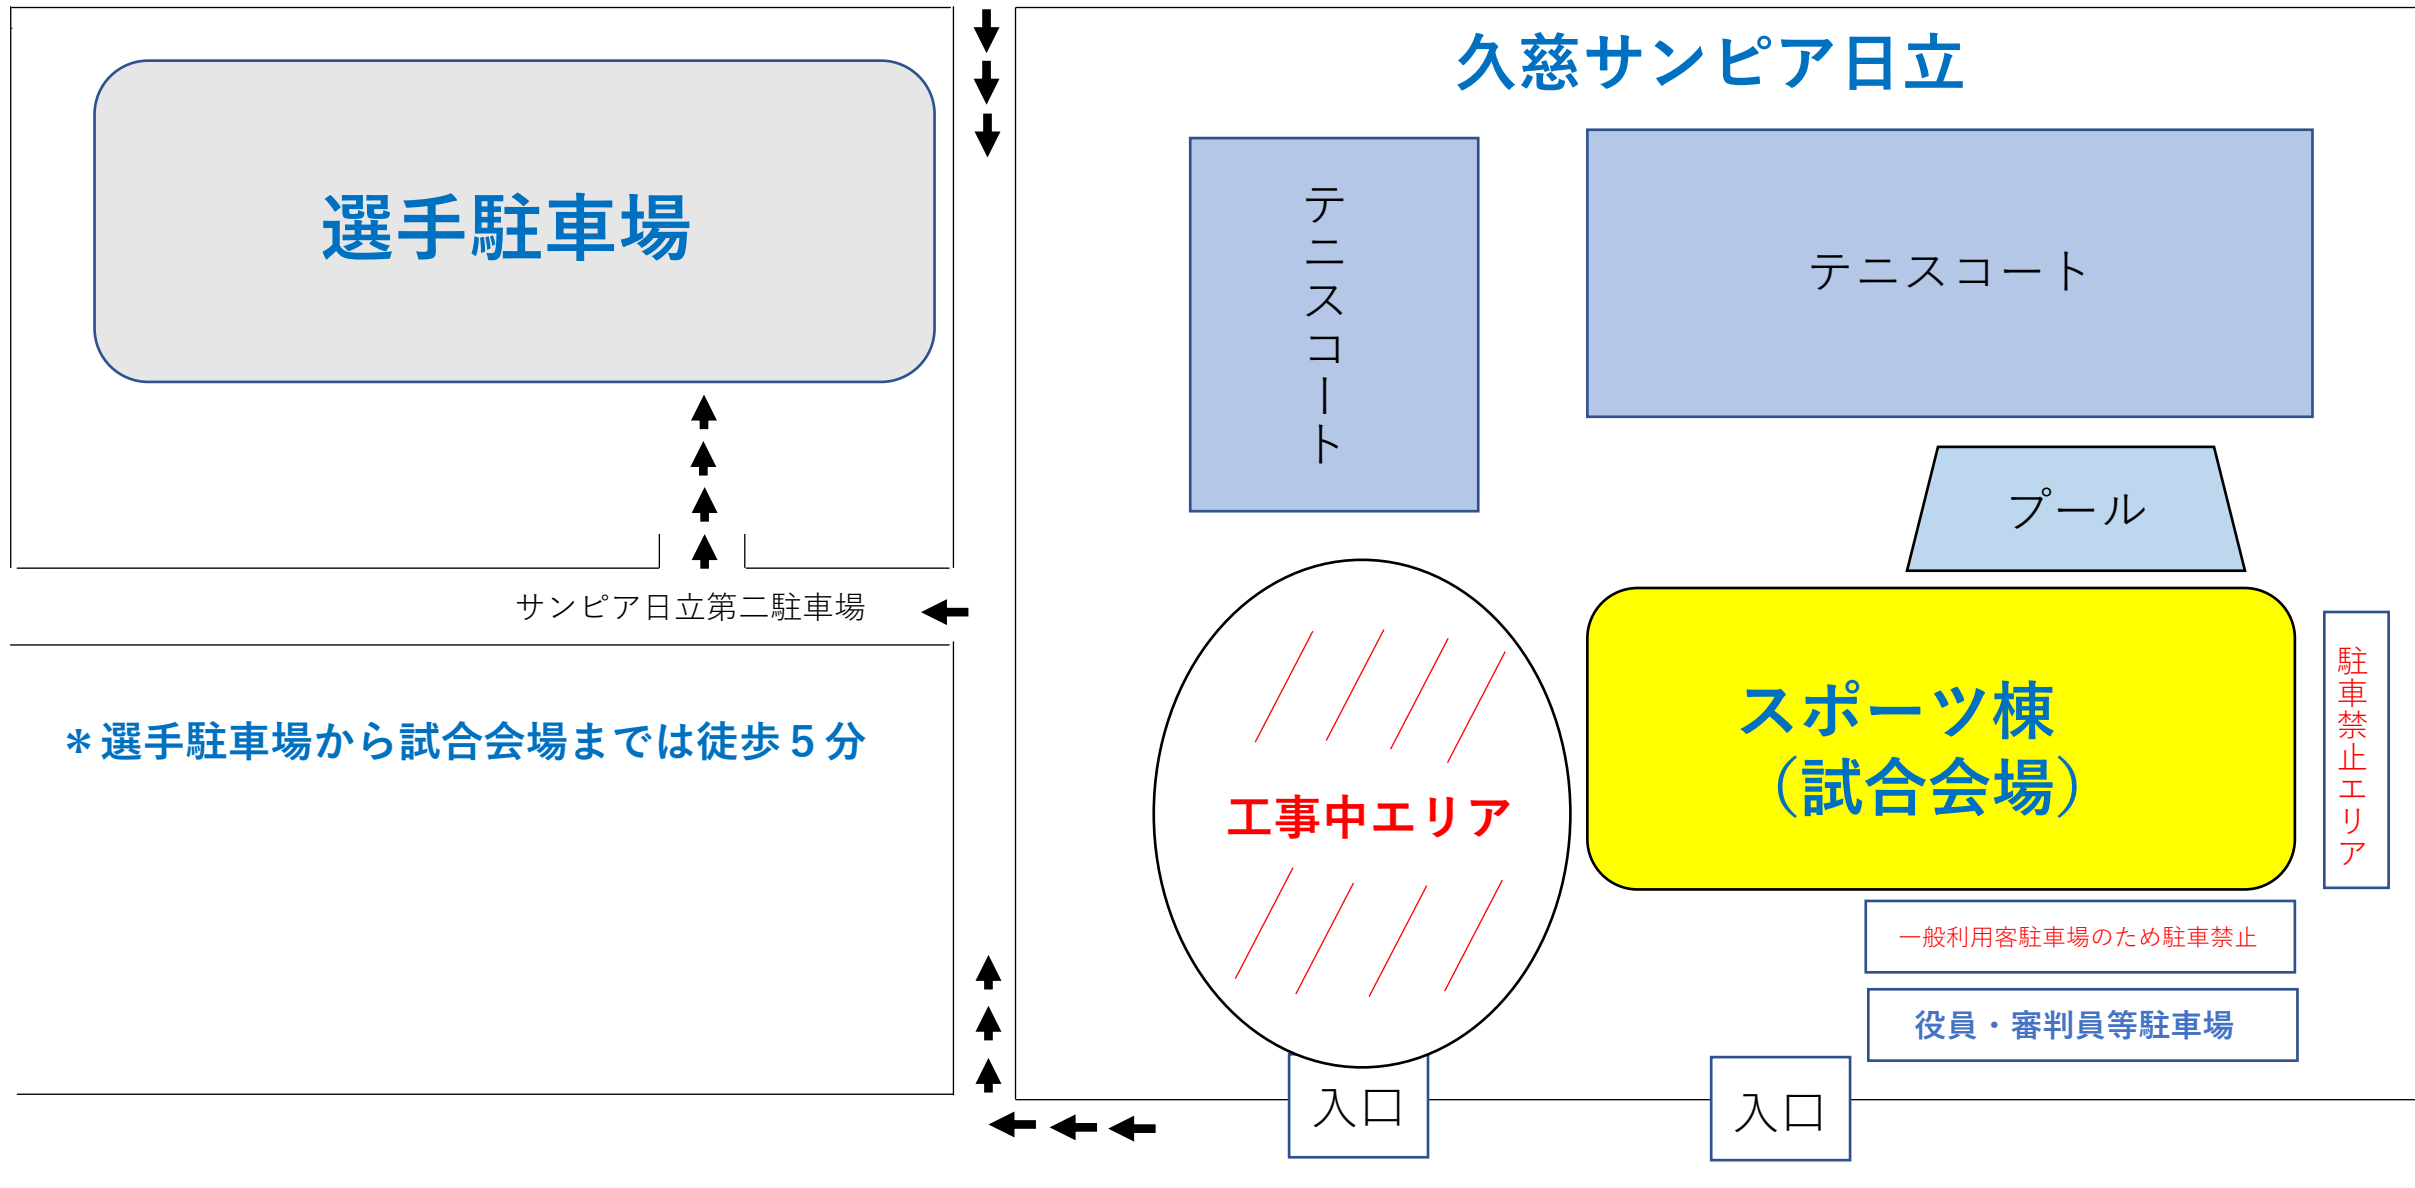 久慈サンピア日立
選手駐車場
テニスコート
テニスコート
プール
サンピア日立第二駐車場
スポーツ棟
（試合会場）
駐車禁止エリア
＊選手駐車場から試合会場までは徒歩５分
工事中エリア
一般利用客駐車場のため駐車禁止
役員・審判員等駐車場
入口
入口